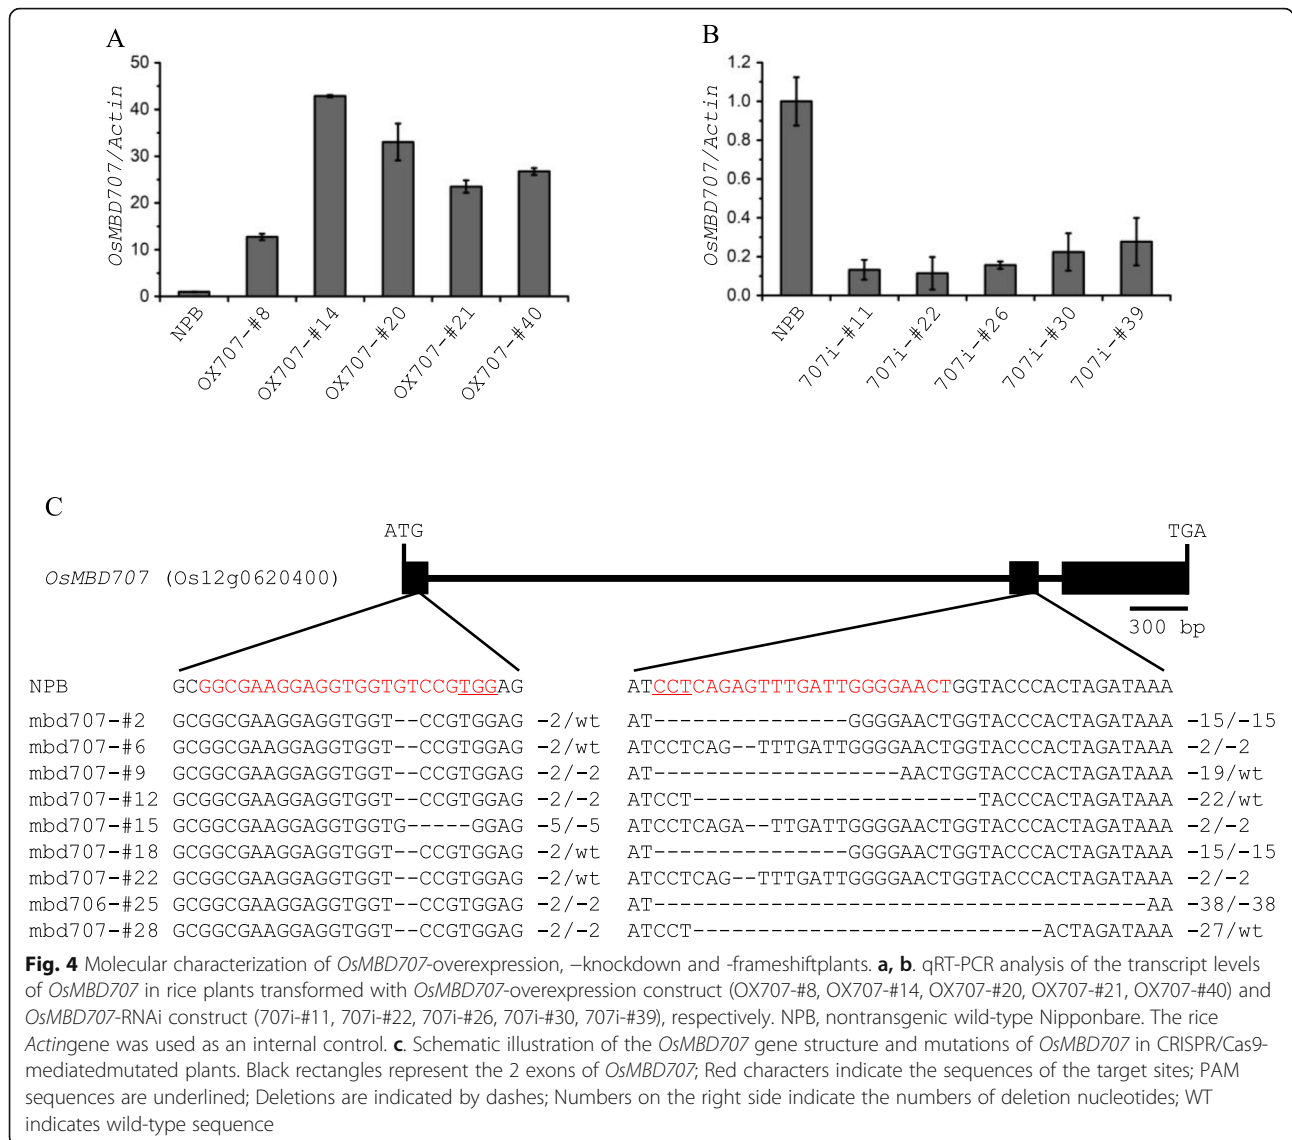 A
OsMBD707/Actin
50
40
30
20
10
0
NPB
OX707-#8
OX707-#14
OX707-#20
OX707-#21
OX707-#40
B
OsMBD707/Actin
1.2
1.0
0.8
0.6
0.4
0.2
0.0
NPB
707i-#11
707i-#22
707i-#26
707i-#30
707i-#39
C
ATG
TGA
OsMBD707 (Os12g0620400)
300 bp
NPB GCGGCGAAGGAGGTGGTGTCCGTGGAG ATCCTCAGAGTTTGATTGGGGAACTGGTACCCACTAGATAAA
mbd707-#2 GCGGCGAAGGAGGTGGT--CCGTGGAG -2/wt AT---------------GGGGAACTGGTACCCACTAGATAAA -15/-15
mbd707-#6 GCGGCGAAGGAGGTGGT--CCGTGGAG -2/wt ATCCTCAG--TTTGATTGGGGAACTGGTACCCACTAGATAAA -2/-2
mbd707-#9 GCGGCGAAGGAGGTGGT--CCGTGGAG -2/-2 AT-------------------AACTGGTACCCACTAGATAAA -19/wt
mbd707-#12 GCGGCGAAGGAGGTGGT--CCGTGGAG -2/-2 ATCCT----------------------TACCCACTAGATAAA -22/wt
mbd707-#15 GCGGCGAAGGAGGTGGTG-----GGAG -5/-5 ATCCTCAGA--TTGATTGGGGAACTGGTACCCACTAGATAAA -2/-2
mbd707-#18 GCGGCGAAGGAGGTGGT--CCGTGGAG -2/wt AT---------------GGGGAACTGGTACCCACTAGATAAA -15/-15
mbd707-#22 GCGGCGAAGGAGGTGGT--CCGTGGAG -2/wt ATCCTCAG--TTTGATTGGGGAACTGGTACCCACTAGATAAA -2/-2
mbd706-#25 GCGGCGAAGGAGGTGGT--CCGTGGAG -2/-2 AT--------------------------------------AA -38/-38
mbd707-#28 GCGGCGAAGGAGGTGGT--CCGTGGAG -2/-2 ATCCT---------------------------ACTAGATAAA -27/wt
Fig. 4 Molecular characterization of OsMBD707-overexpression, –knockdown and -frameshiftplants. a, b. qRT-PCR analysis of the transcript levels
of OsMBD707 in rice plants transformed with OsMBD707-overexpression construct (OX707-#8, OX707-#14, OX707-#20, OX707-#21, OX707-#40) and
OsMBD707-RNAi construct (707i-#11, 707i-#22, 707i-#26, 707i-#30, 707i-#39), respectively. NPB, nontransgenic wild-type Nipponbare. The rice
Actingene was used as an internal control. c. Schematic illustration of the OsMBD707 gene structure and mutations of OsMBD707 in CRISPR/Cas9-
mediatedmutated plants. Black rectangles represent the 2 exons of OsMBD707; Red characters indicate the sequences of the target sites; PAM
sequences are underlined; Deletions are indicated by dashes; Numbers on the right side indicate the numbers of deletion nucleotides; WT
indicates wild-type sequence